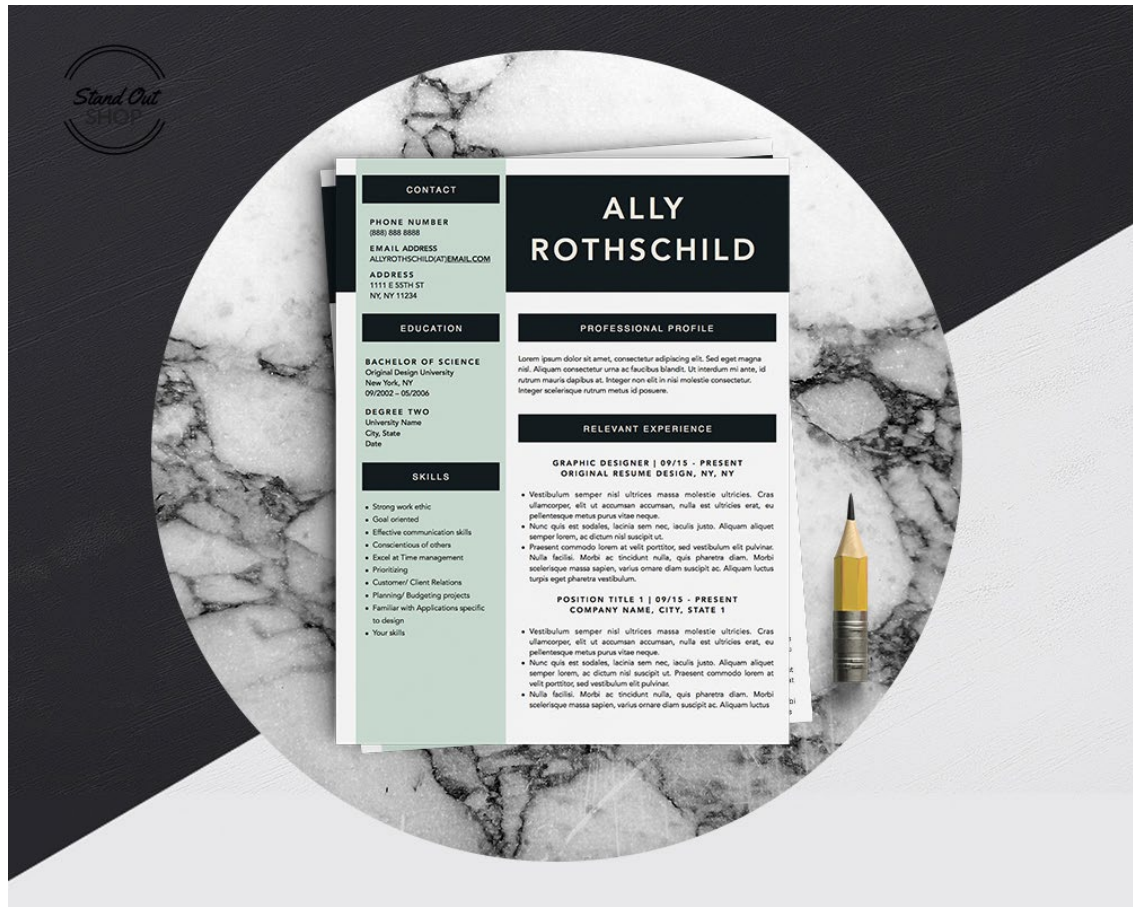 Stand Out
SHOP
CONTACT
PHONE NUMBER
(888) 888 8888
EMAIL ADDRESS
ALLYROTHSCHILD(AT)EMAIL.COM
ADDRESS
1111 E 55TH ST
NY, NY 11234
EDUCATION
BACHELOR OF SCIENCE
Original Design University
New York, NY
09/2002 – 05/2006
DEGREE TWO
University Name
City, State
Date
SKILLS
• Strong work ethic
• Goal oriented
• Effective communication skills
• Conscientious of others
• Excel at Time management
• Prioritizing
• Customer/ Client Relations
• Planning/ Budgeting projects
• Familiar with Applications specific
to design
• Your skills
ALLY
ROTHSCHILD
PROFESSIONAL PROFILE
Lorem ipsum dolor sit amet, consectetur adipiscing elit. Sed eget magna
nisl. Aliquam consectetur urna ac faucibus blandit. Ut interdum mi ante, id
rutrum mauris dapibus at. Integer non elit in nisi molestie consectetur.
Integer scelerisque rutrum metus id posuere.
RELEVANT EXPERIENCE
GRAPHIC DESIGNER | 09/15 - PRESENT
ORIGINAL RESUME DESIGN, NY, NY
• Vestibulum semper nisl ultrices massa molestie ultricies. Cras
ullamcorper, elit ut accumsan accumsan, nulla est ultricies erat, eu
pellentesque metus purus vitae neque.
• Nunc quis est sodales, lacinia sem nec, iaculis justo. Aliquam aliquet
semper lorem, ac dictum nisl suscipit ut.
• Praesent commodo lorem at velit porttitor, sed vestibulum elit pulvinar.
Nulla facilisi. Morbi ac tincidunt nulla, quis pharetra diam. Morbi
scelerisque massa sapien, varius ornare diam suscipit ac. Aliquam luctus
turpis eget pharetra vestibulum.
POSITION TITLE 1 | 09/15 - PRESENT
COMPANY NAME, CITY, STATE 1
• Vestibulum semper nisl ultrices massa molestie ultricies. Cras
ullamcorper, elit ut accumsan accumsan, nulla est ultricies erat, eu
pellentesque metus purus vitae neque.
• Nunc quis est sodales, lacinia sem nec, iaculis justo. Aliquam aliquet
semper lorem, ac dictum nisl suscipit ut. Praesent commodo lorem at
velit porttitor, sed vestibulum elit pulvinar.
• Nulla facilisi. Morbi ac tincidunt nulla, quis pharetra diam. Morbi
scelerisque massa sapien, varius ornare diam suscipit ac. Aliquam luctus